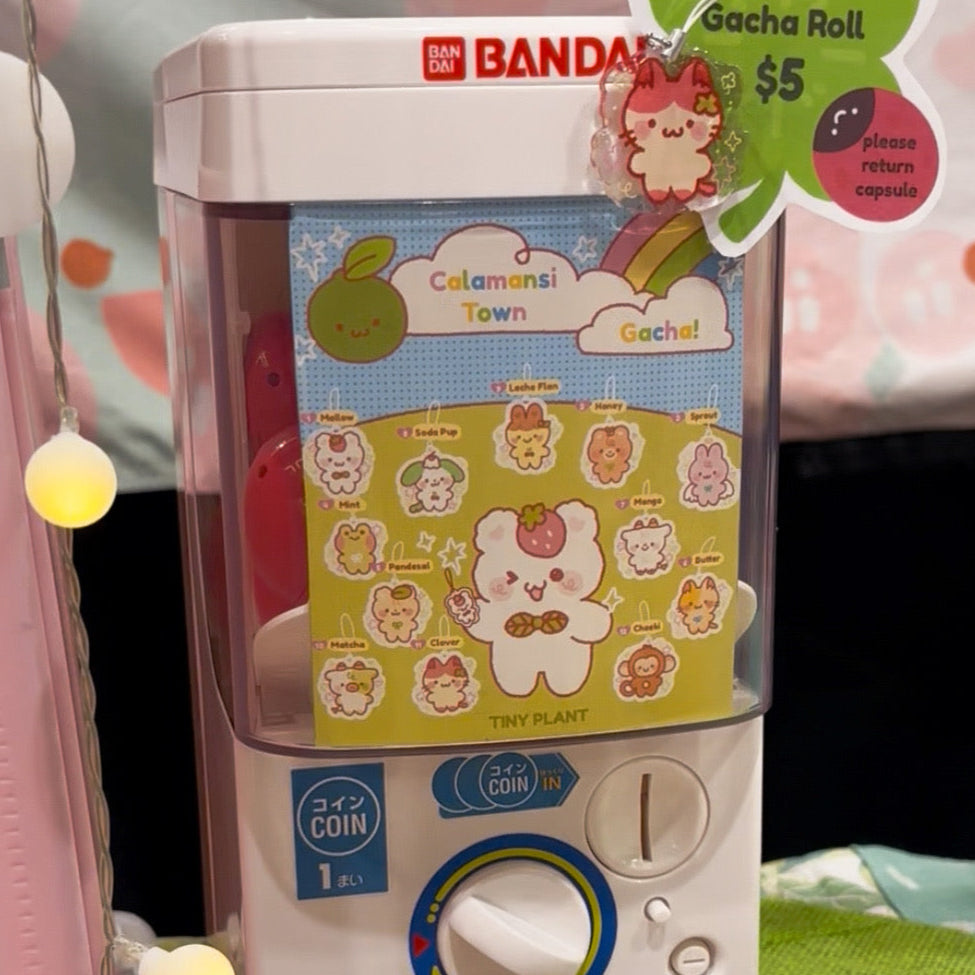 Gacha Roll
$5
BAN
DAI
BANDAI
please
return
capsule
Calamansi
Town
Gacha!
Leche Flan
Mallow
Soda Pup
Honey
Sprout
Mint
Mango
Pandesal
Butter
Matcha
Clover
Cheeki
TINY PLANT
コイン
COIN
1まい
コイン
COIN
IN